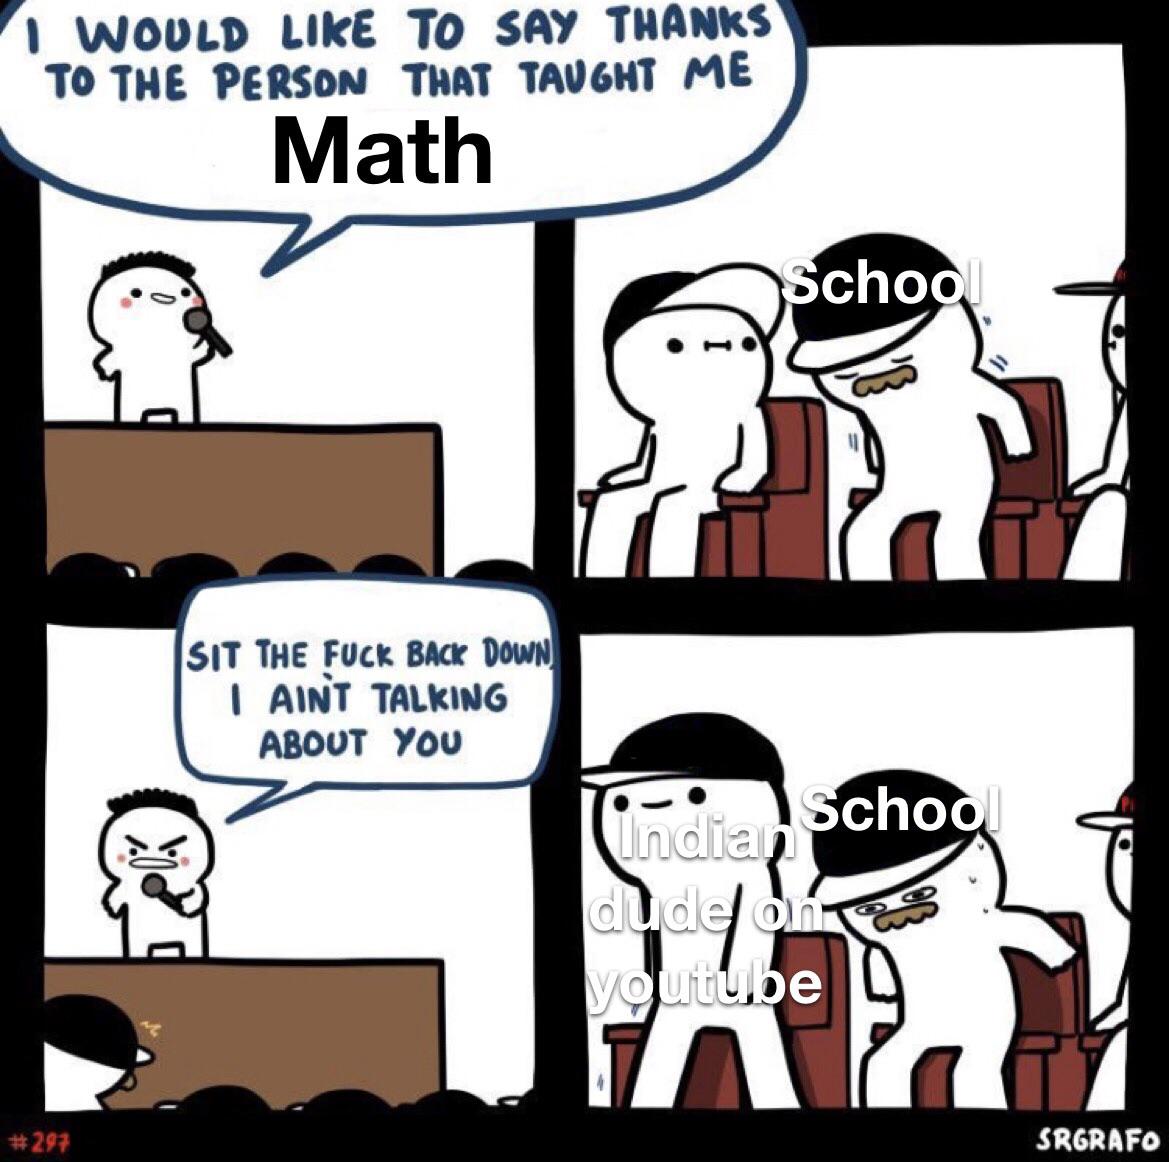 I WOULD LIKE TO SAY THANKS
TO THE PERSON THAT TAUGHT ME
Math
School
SIT THE FUCK BACK DOWN,
I AIN'T TALKING
ABOUT YOU
School
Indian
dude on
youtube
#297
SRGRAFO